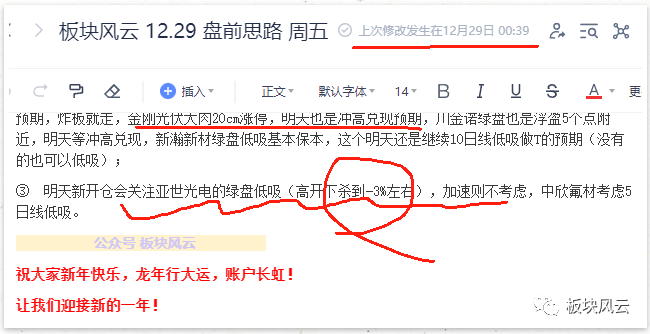 板块风云 12.29 盘前思路 周五 上次修改发生在12月29日 00:39
插入 正文 默认字体 14 B I U S A 更
预期，炸板就走，金刚光伏大肉20cm涨停，明天也是冲高兑现预期，川金诺绿盘也是浮盈5个点附
近，明天等冲高兑现，新瀚新材绿盘低吸基本保本，这个明天还是继续10日线低吸做T的预期（没有
的也可以低吸）；
③ 明天新开仓会关注亚世光电的绿盘低吸（高开下杀到-3%左右），加速则不考虑，中欣氟材考虑5
日线低吸。
公众号 板块风云
祝大家新年快乐，龙年行大运，账户长虹！
让我们迎接新的一年！
板块风云